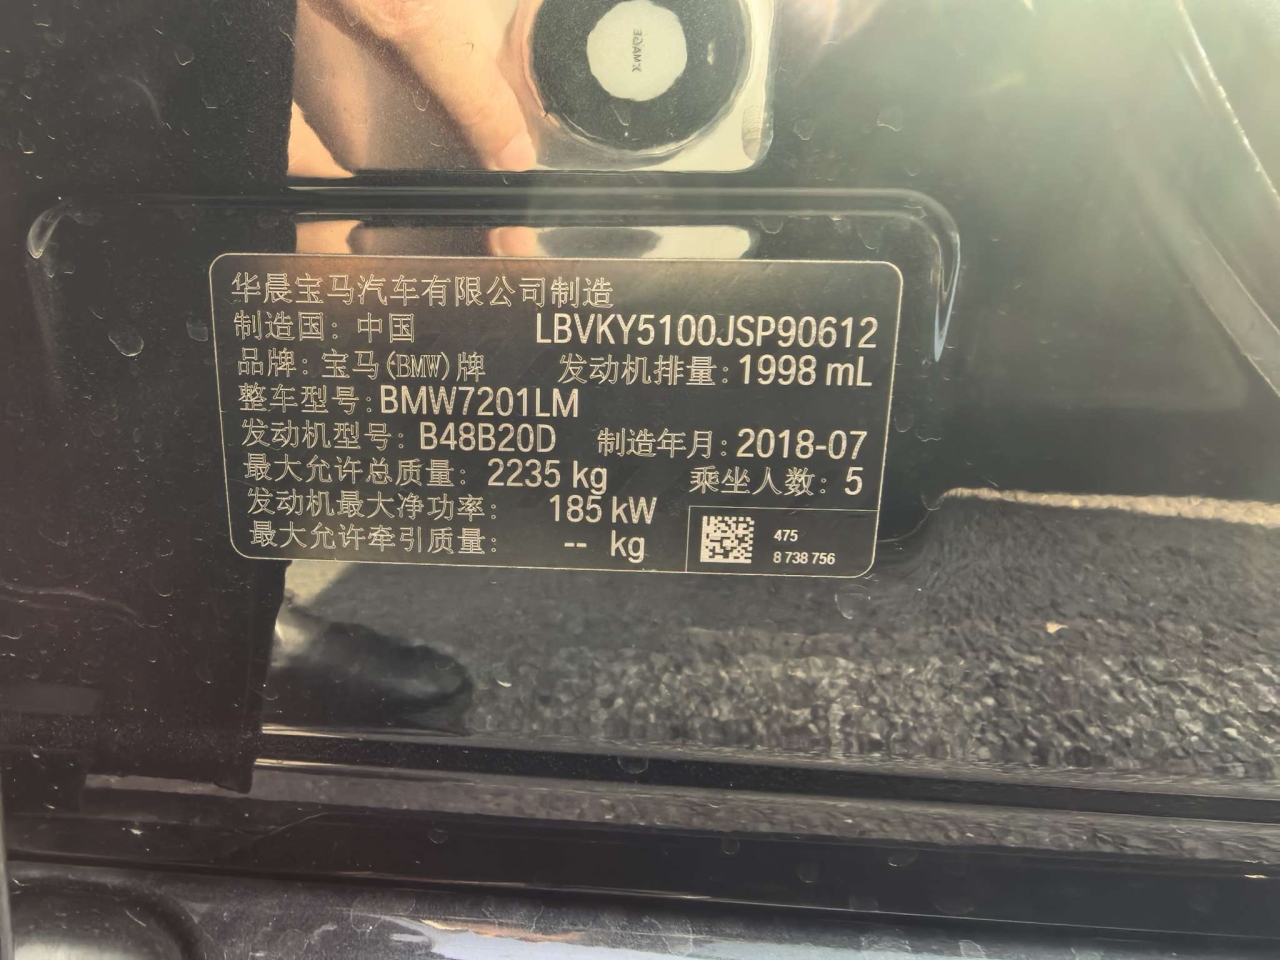 华晨宝马汽车有限公司制造
制造国: 中国 LBVKY5100JSP90612
品牌: 宝马(BMW)牌 发动机排量: 1998 mL
整车型号: BMW7201LM
发动机型号: B48B20D 制造年月: 2018-07
最大允许总质量: 2235 kg 乘坐人数: 5
发动机最大净功率: 185 kW
最大允许牵引质量: -- kg
475
8 738 756